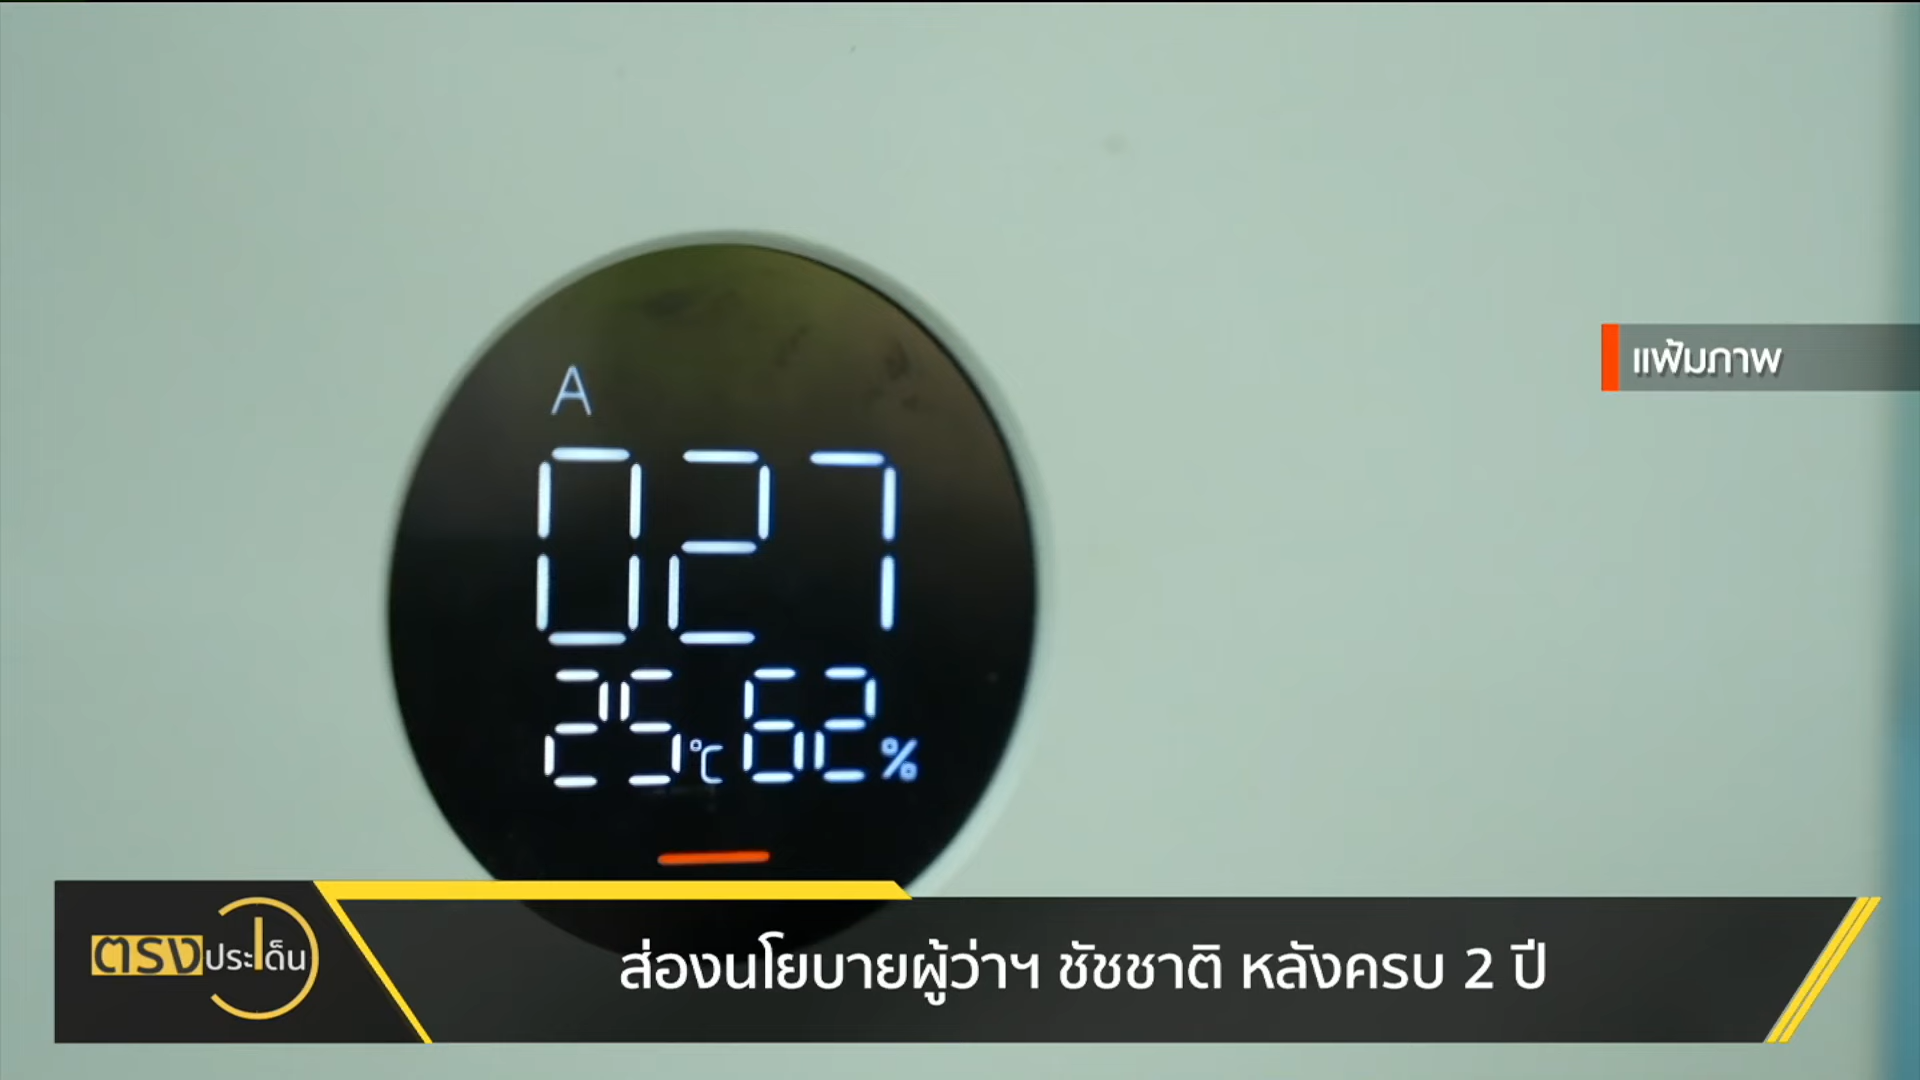 แฟ้มภาพ
A
027
25℃ 62%
ตรงประเด็น
ส่องนโยบายผู้ว่าฯ ชัชชาติ หลังครบ 2 ปี